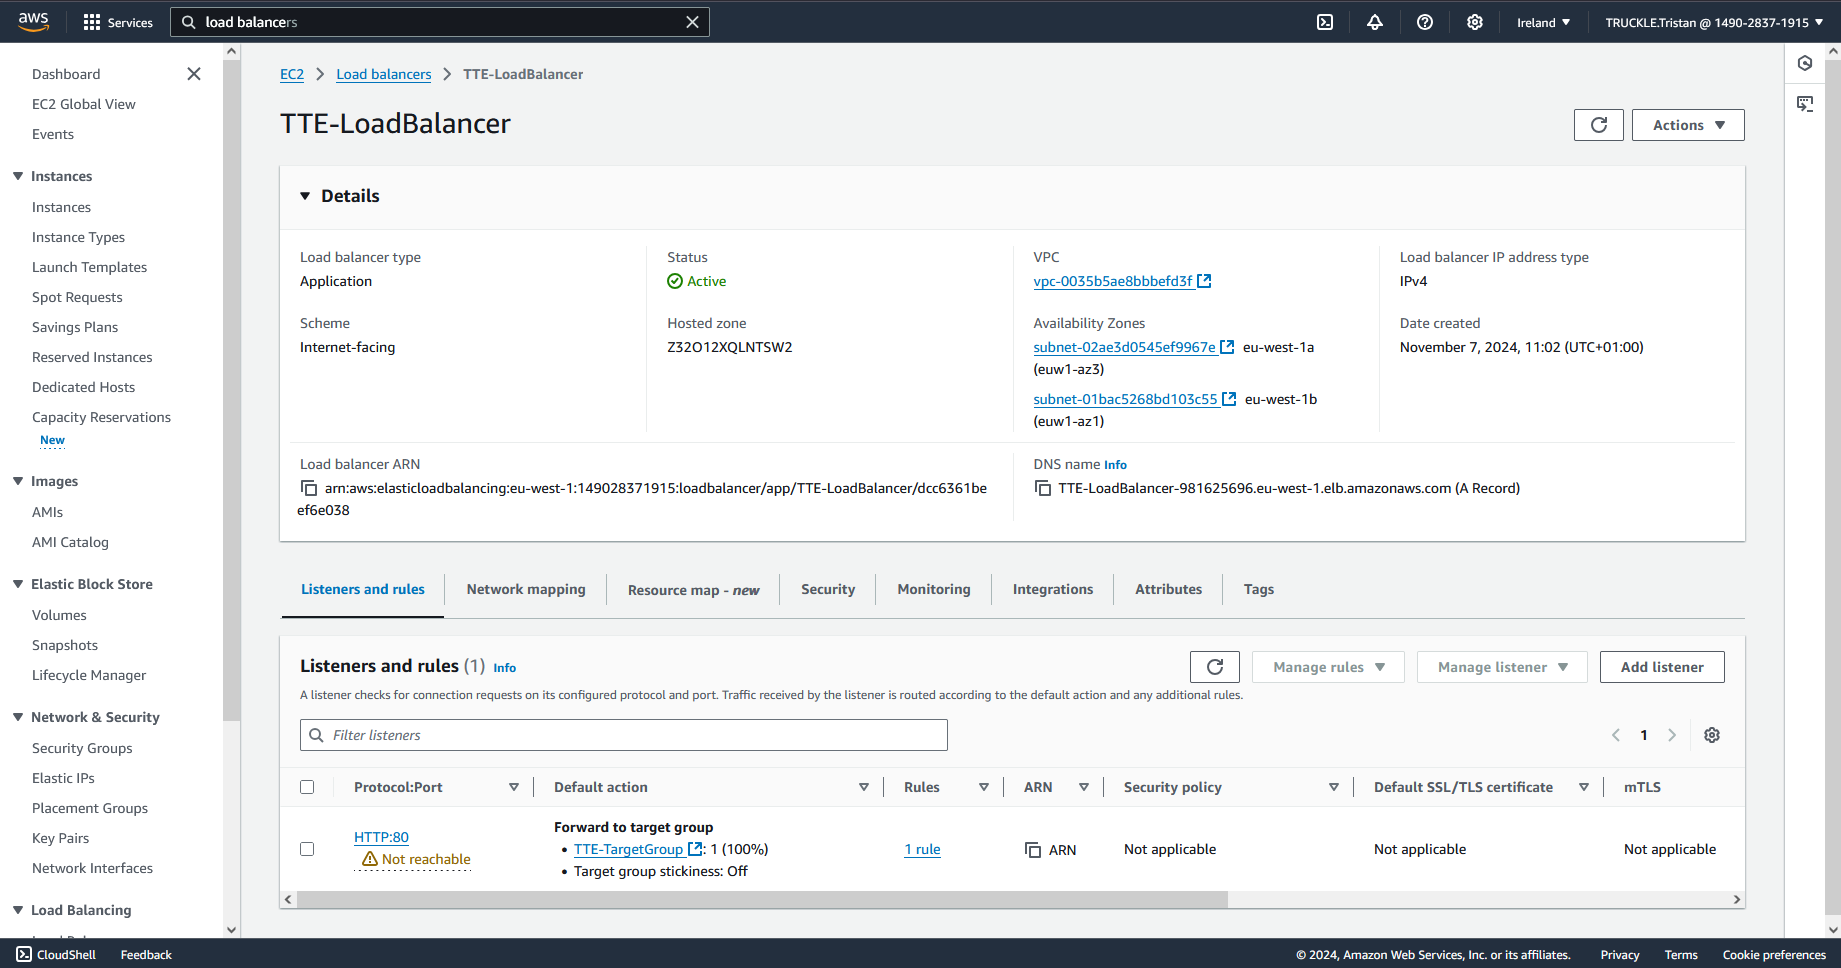 aws
Services
load balancers
Ireland
TRUCKLE.Tristan @ 1490-2837-1915
Dashboard
EC2 Global View
Events
Instances
Instances
Instance Types
Launch Templates
Spot Requests
Savings Plans
Reserved Instances
Dedicated Hosts
Capacity Reservations
New
Images
AMIs
AMI Catalog
Elastic Block Store
Volumes
Snapshots
Lifecycle Manager
Network & Security
Security Groups
Elastic IPs
Placement Groups
Key Pairs
Network Interfaces
Load Balancing
EC2 > Load balancers > TTE-LoadBalancer
TTE-LoadBalancer
Actions
Details
Load balancer type
Application
Status
Active
VPC
vpc-0035b5ae8bbbefd3f
Load balancer IP address type
IPv4
Scheme
Internet-facing
Hosted zone
Z32O12XQLNTSW2
Availability Zones
subnet-02ae3d0545ef9967e eu-west-1a
(euw1-az3)
subnet-01bac5268bd103c55 eu-west-1b
(euw1-az1)
Date created
November 7, 2024, 11:02 (UTC+01:00)
Load balancer ARN
arn:aws:elasticloadbalancing:eu-west-1:149028371915:loadbalancer/app/TTE-LoadBalancer/dcc6361be
ef6e038
DNS name Info
TTE-LoadBalancer-981625696.eu-west-1.elb.amazonaws.com (A Record)
Listeners and rules
Network mapping
Resource map - new
Security
Monitoring
Integrations
Attributes
Tags
Listeners and rules (1) Info
Manage rules
Manage listener
Add listener
A listener checks for connection requests on its configured protocol and port. Traffic received by the listener is routed according to the default action and any additional rules.
Filter listeners
1
Protocol:Port
Default action
Rules
ARN
Security policy
Default SSL/TLS certificate
mTLS
HTTP:80
Not reachable
Forward to target group
• TTE-TargetGroup : 1 (100%)
• Target group stickiness: Off
1 rule
ARN
Not applicable
Not applicable
Not applicable
CloudShell
Feedback
© 2024, Amazon Web Services, Inc. or its affiliates.
Privacy
Terms
Cookie preferences